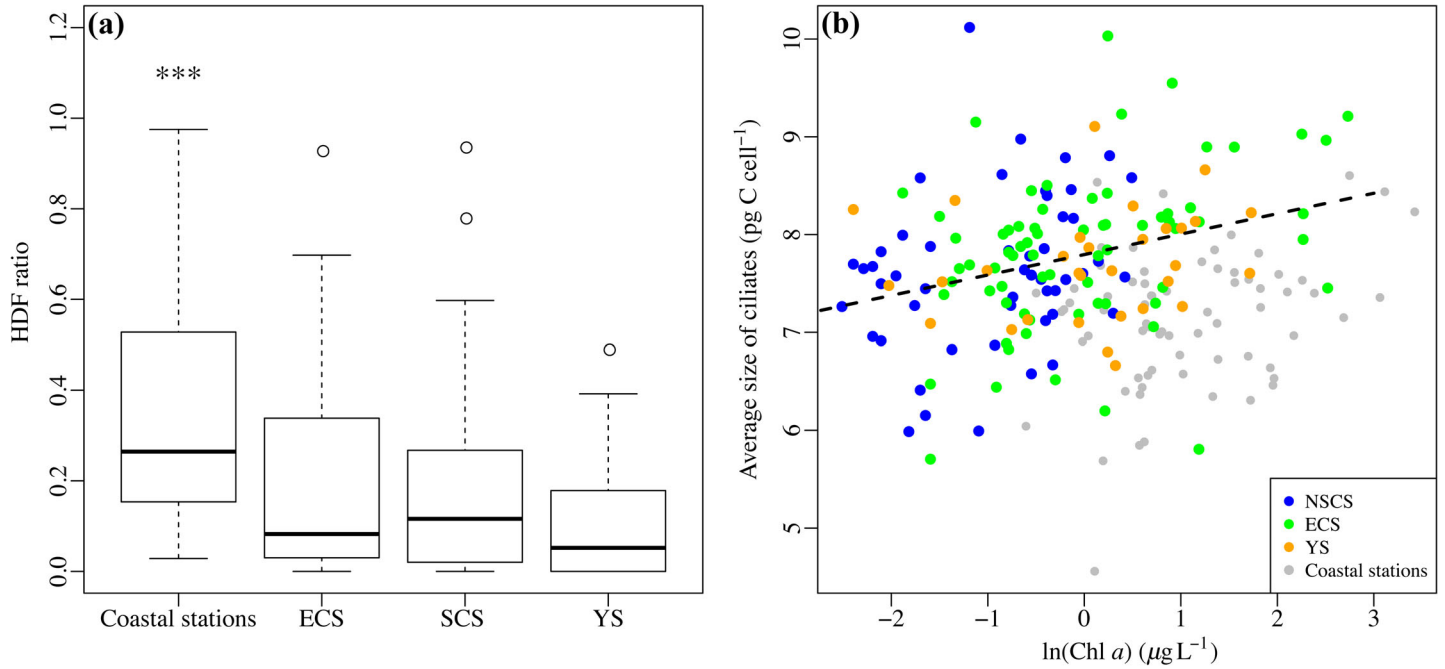 (a)
***
HDF ratio
0.0
0.2
0.4
0.6
0.8
1.0
1.2
Coastal stations
ECS
SCS
YS
(b)
Average size of ciliates (pg C cell⁻¹)
5
6
7
8
9
10
NSCS
ECS
YS
Coastal stations
−2
−1
0
1
2
3
ln(Chl a) (μg L⁻¹)